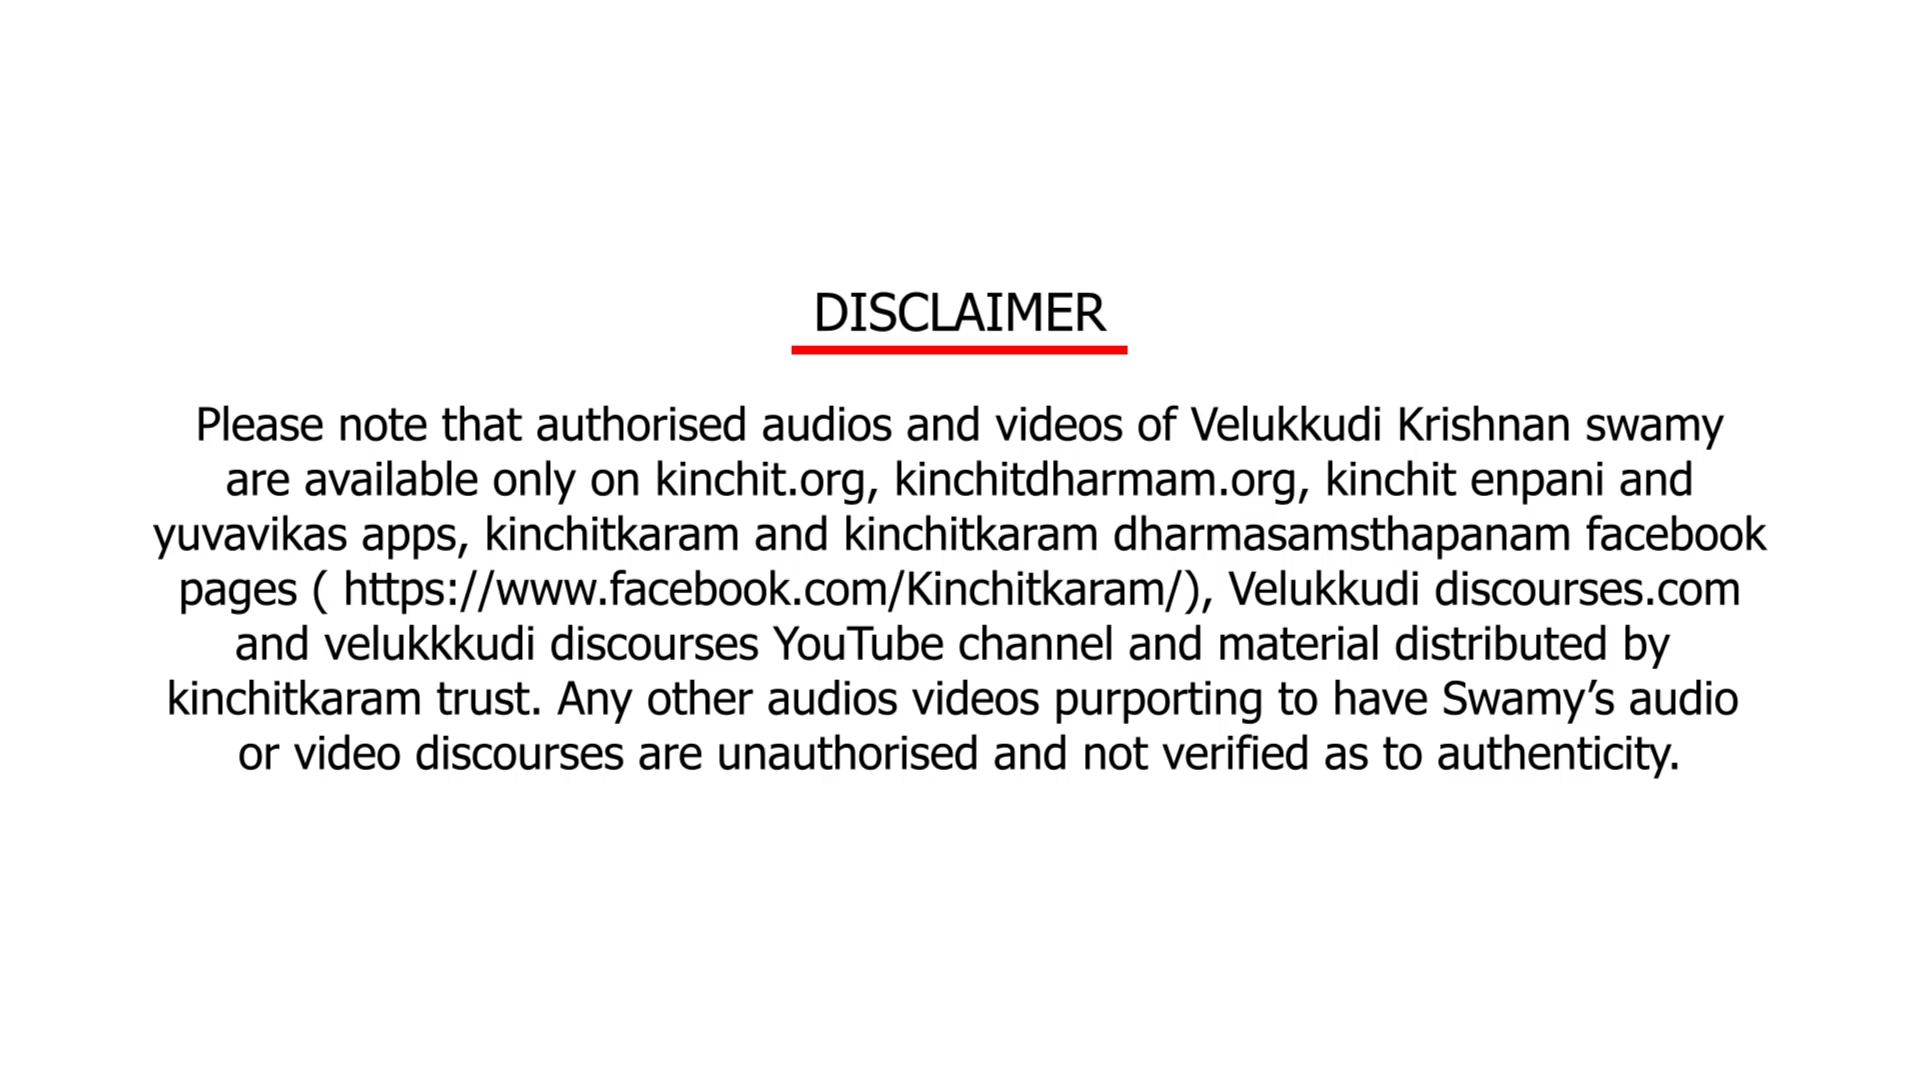 DISCLAIMER
Please note that authorised audios and videos of Velukkudi Krishnan swamy
are available only on kinchit.org, kinchitdharmam.org, kinchit enpani and
yuvavikas apps, kinchitkaram and kinchitkaram dharmasamsthapanam facebook
pages ( https://www.facebook.com/Kinchitkaram/), Velukkudi discourses.com
and velukkkudi discourses YouTube channel and material distributed by
kinchitkaram trust. Any other audios videos purporting to have Swamy’s audio
or video discourses are unauthorised and not verified as to authenticity.